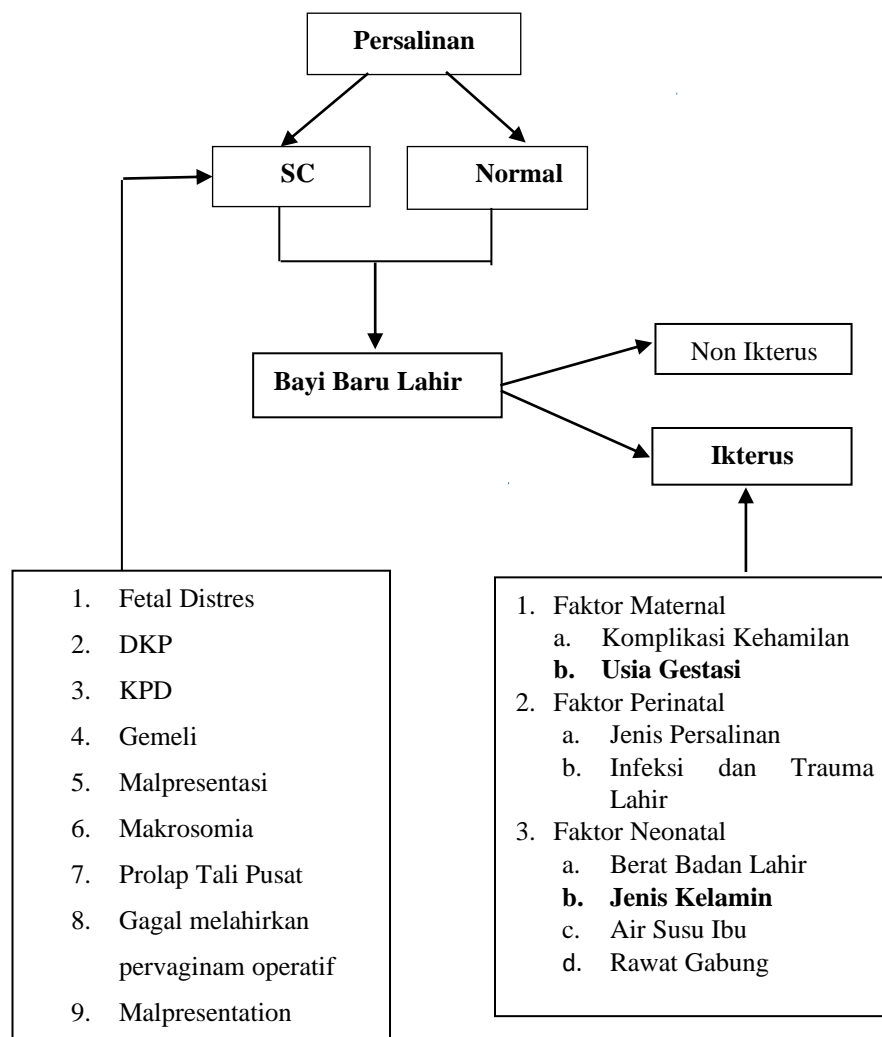 Persalinan
SC
Normal
Bayi Baru Lahir
Non Ikterus
Ikterus
1. Fetal Distres
2. DKP
3. KPD
4. Gemeli
5. Malpresentasi
6. Makrosomia
7. Prolap Tali Pusat
8. Gagal melahirkan
pervaginam operatif
9. Malpresentation
1. Faktor Maternal
a. Komplikasi Kehamilan
b. Usia Gestasi
2. Faktor Perinatal
a. Jenis Persalinan
b. Infeksi dan Trauma
Lahir
3. Faktor Neonatal
a. Berat Badan Lahir
b. Jenis Kelamin
c. Air Susu Ibu
d. Rawat Gabung